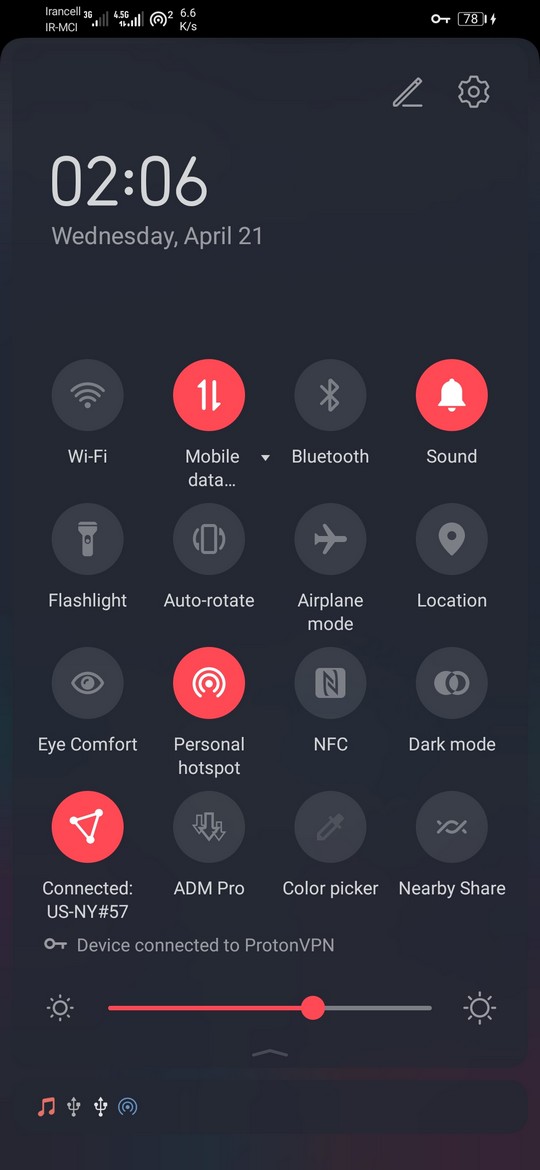 Irancell 3G 4.5G 2 6.6
IR-MCI K/s 78
02:06
Wednesday, April 21
Wi-Fi Mobile Bluetooth Sound
data...
Flashlight Auto-rotate Airplane Location
mode
Eye Comfort Personal NFC Dark mode
hotspot
Connected: ADM Pro Color picker Nearby Share
US-NY#57
Device connected to ProtonVPN